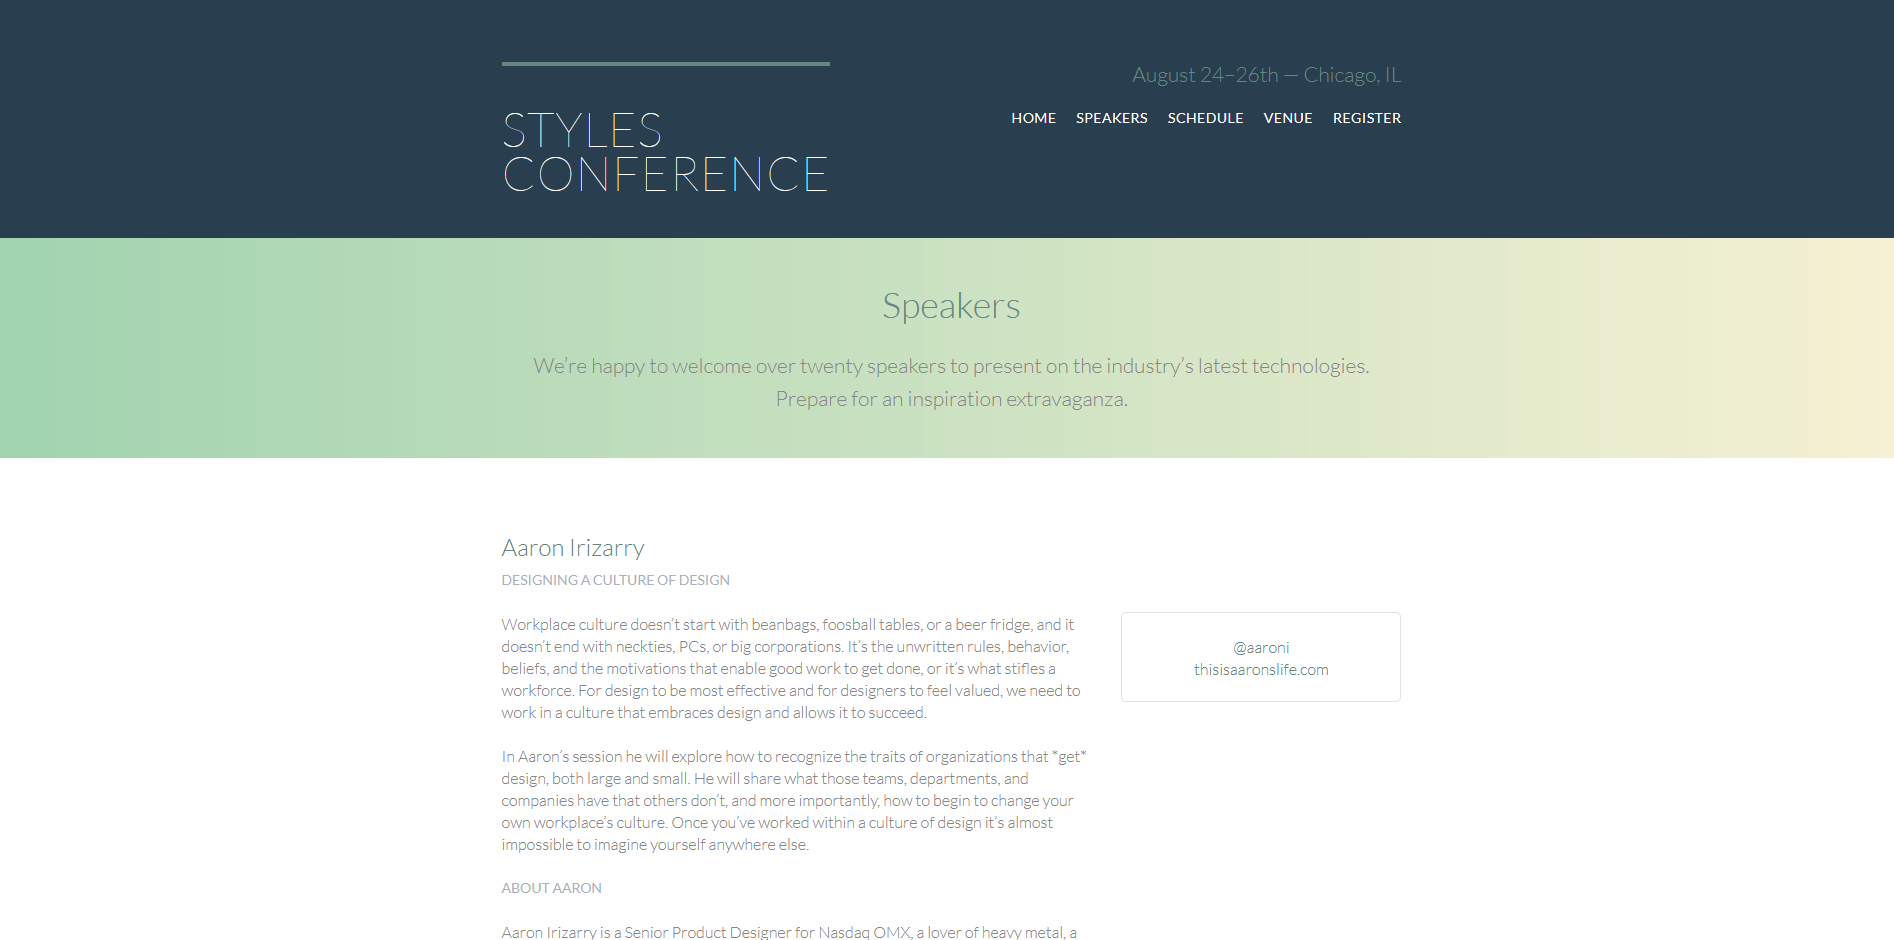 August 24–26th — Chicago, IL
STYLES
CONFERENCE
HOME SPEAKERS SCHEDULE VENUE REGISTER
Speakers
We’re happy to welcome over twenty speakers to present on the industry’s latest technologies.
Prepare for an inspiration extravaganza.
Aaron Irizarry
DESIGNING A CULTURE OF DESIGN
Workplace culture doesn’t start with beanbags, foosball tables, or a beer fridge, and it
doesn’t end with neckties, PCs, or big corporations. It’s the unwritten rules, behavior,
beliefs, and the motivations that enable good work to get done, or it’s what stifles a
workforce. For design to be most effective and for designers to feel valued, we need to
work in a culture that embraces design and allows it to succeed.
In Aaron’s session he will explore how to recognize the traits of organizations that *get*
design, both large and small. He will share what those teams, departments, and
companies have that others don’t, and more importantly, how to begin to change your
own workplace’s culture. Once you’ve worked within a culture of design it’s almost
impossible to imagine yourself anywhere else.
ABOUT AARON
Aaron Irizarry is a Senior Product Designer for Nasdaq OMX, a lover of heavy metal, a
@aaroni
thisisaaronslife.com